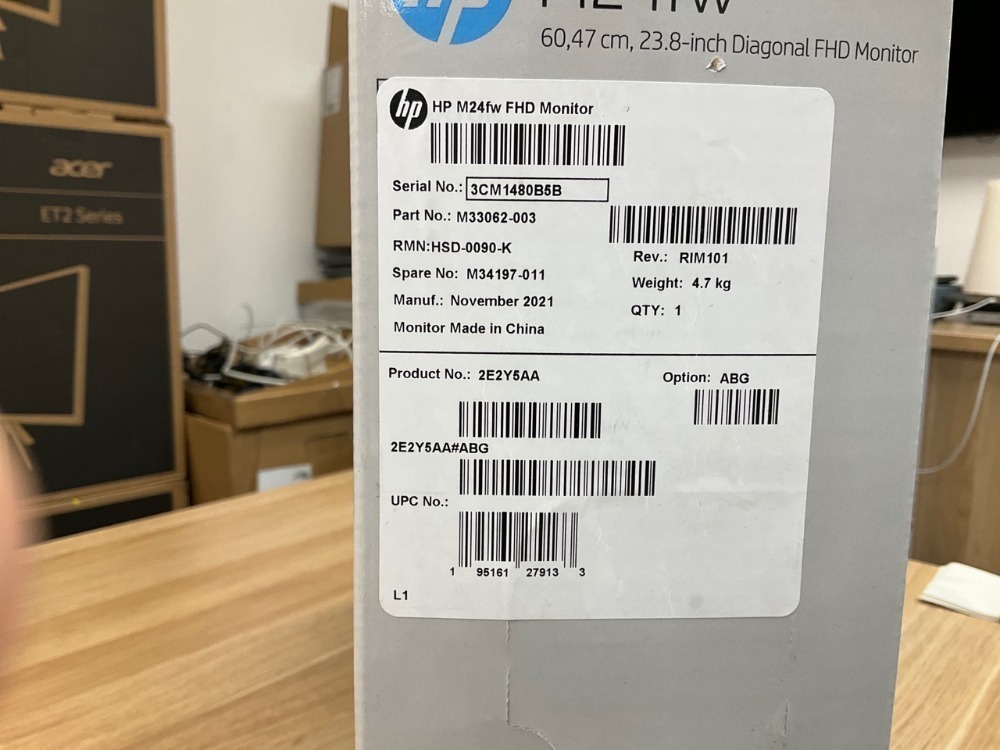 hp
60,47 cm, 23.8-inch Diagonal FHD Monitor
hp HP M24fw FHD Monitor
Serial No.: 3CM1480B5B
Part No.: M33062-003
RMN:HSD-0090-K
Rev.: RIM101
Spare No: M34197-011
Weight: 4.7 kg
Manuf.: November 2021
QTY: 1
Monitor Made in China
Product No.: 2E2Y5AA
Option: ABG
2E2Y5AA#ABG
UPC No.:
1 95161 27913 3
L1
acer
ET2 Series